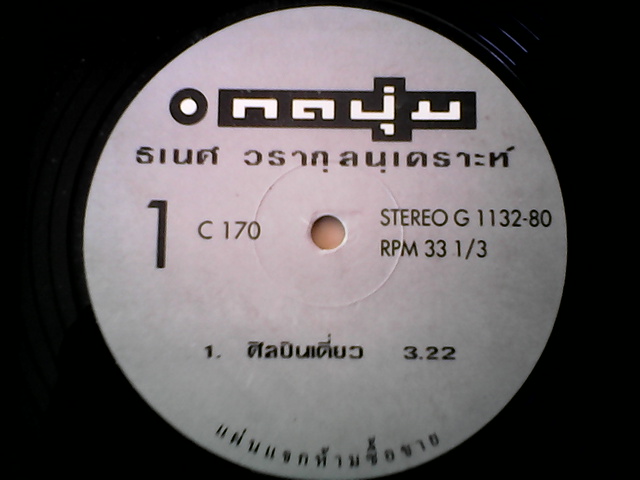 กดปุ่ม
ธเนศ วรากุลนุเคราะห์
1
C 170
STEREO G 1132-80
RPM 33 1/3
1. ศิลปินเดี่ยว 3.22
แผ่นแจกห้ามซื้อขาย